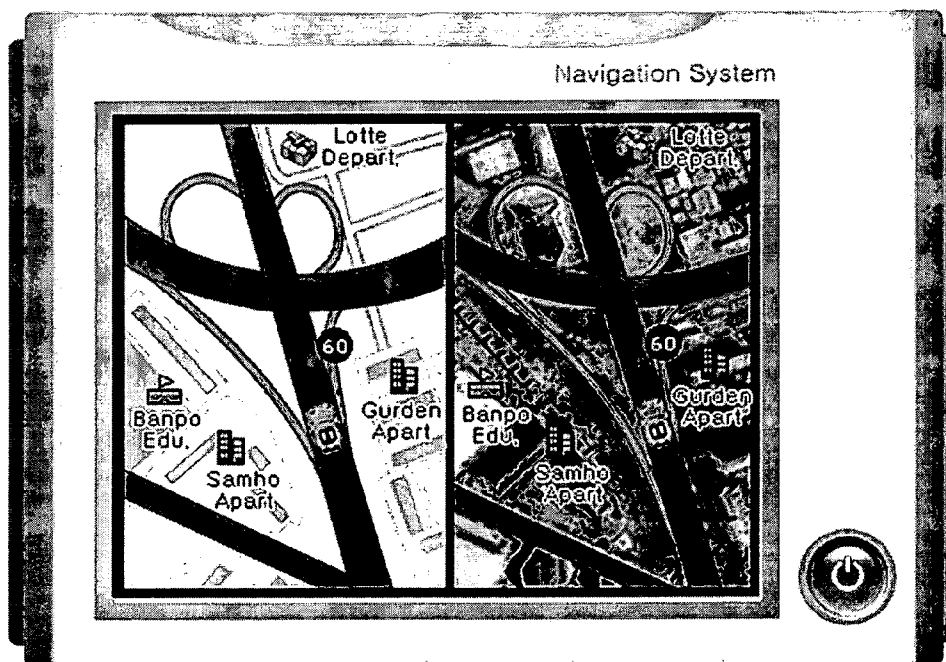 Navigation System
Lotte
Depart.
60
Banpo
Edu.
Gurden
Apart
Samho
Apart
Lotte
Depart.
60
Banpo
Edu.
Gurden
Apart
Samho
Apart